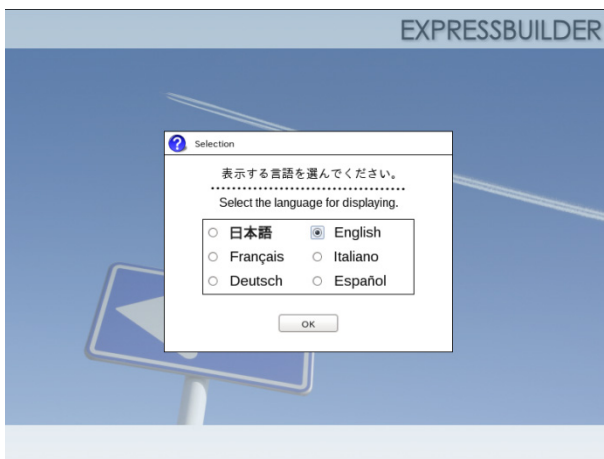 EXPRESSBUILDER
Selection
表示する言語を選んでください。
Select the language for displaying.
日本語 English
Français Italiano
Deutsch Español
OK